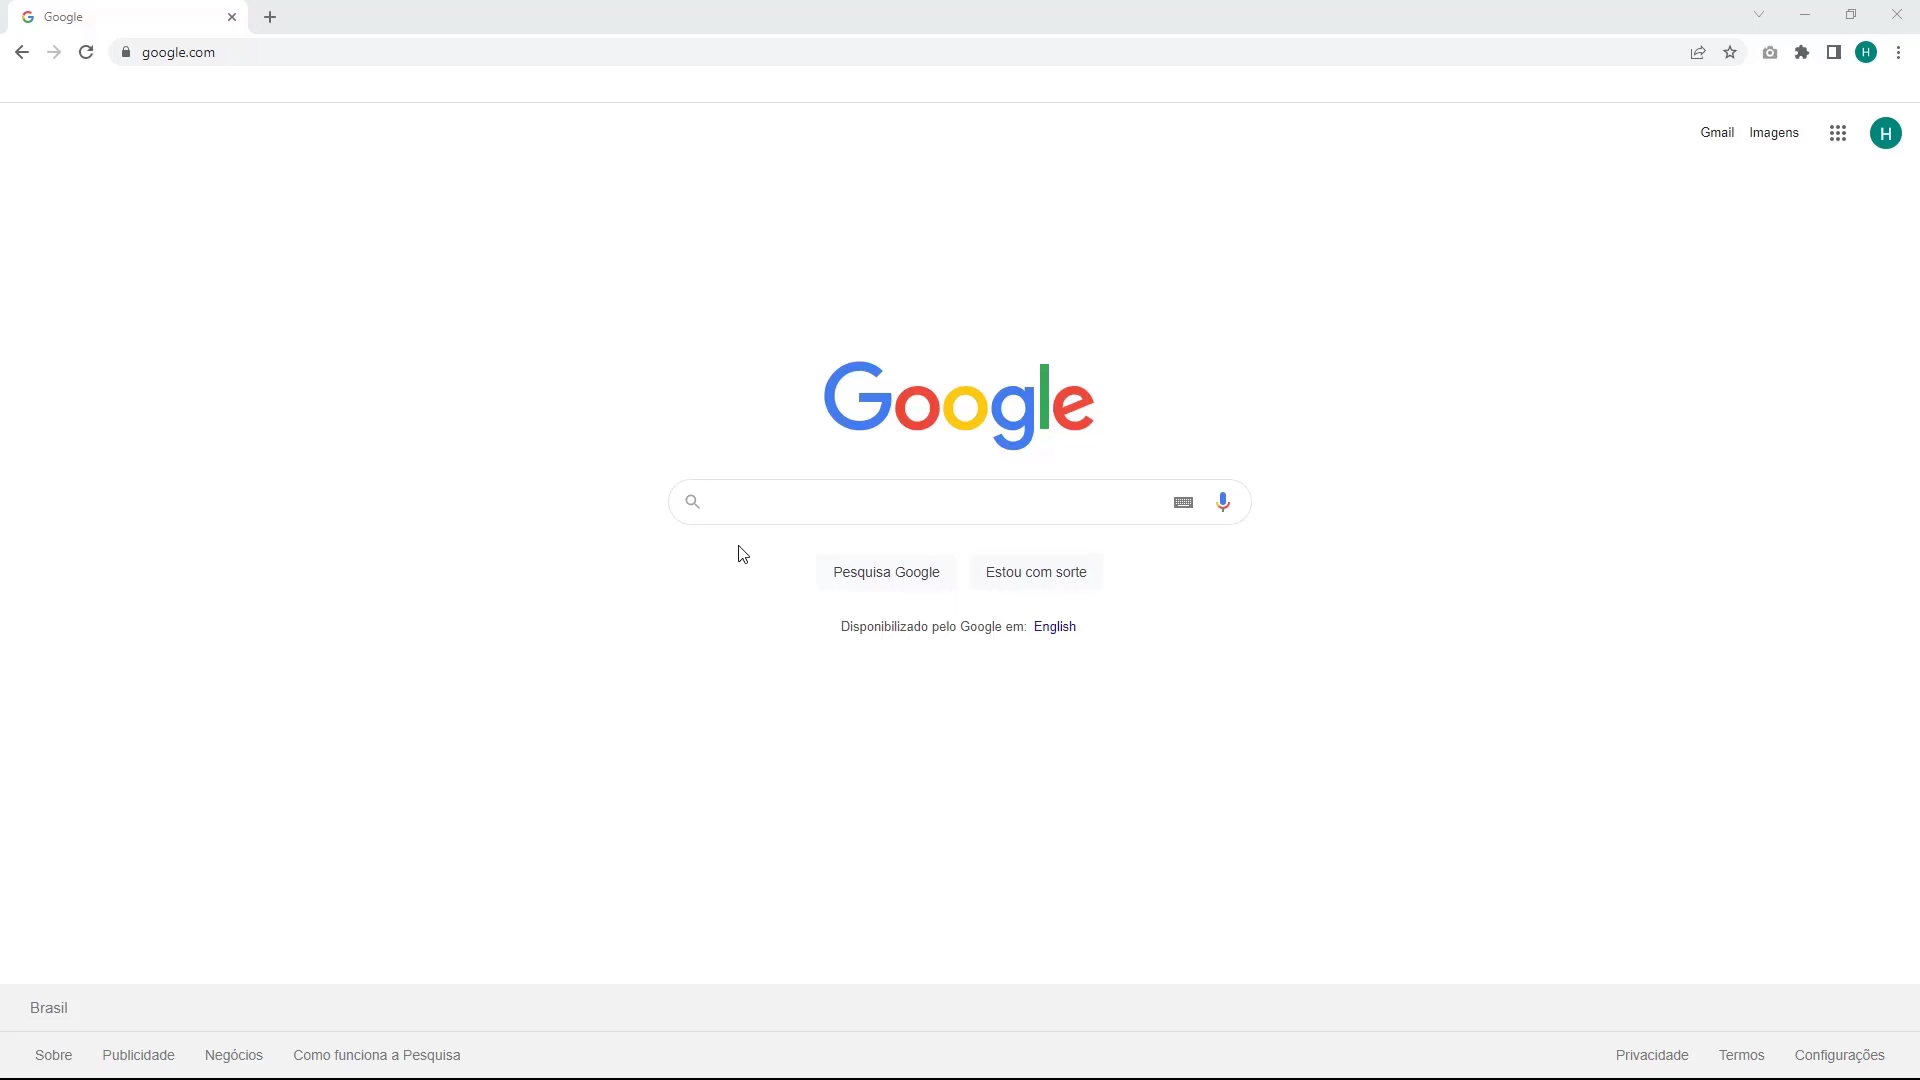 Google
google.com
H
Gmail Imagens
H
Google
Pesquisa Google Estou com sorte
Disponibilizado pelo Google em: English
Brasil
Sobre Publicidade Negócios Como funciona a Pesquisa Privacidade Termos Configurações